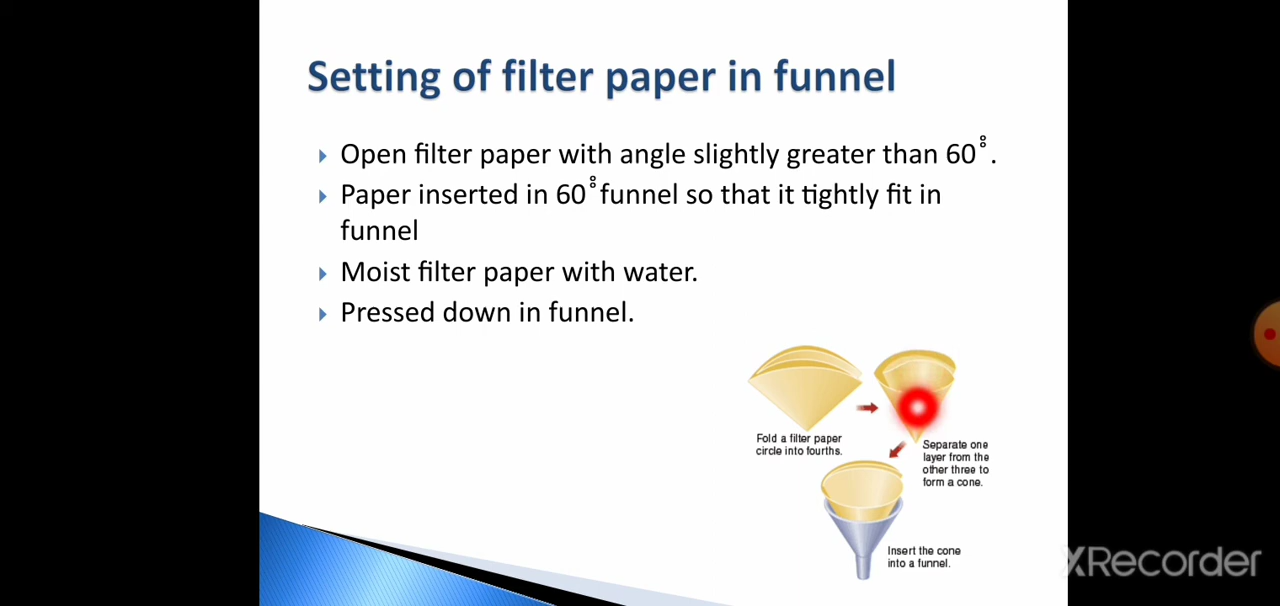 Setting of filter paper in funnel
Open filter paper with angle slightly greater than 60°.
Paper inserted in 60° funnel so that it tightly fit in
funnel
Moist filter paper with water.
Pressed down in funnel.
Fold a filter paper
circle into fourths.
Separate one
layer from the
other three to
form a cone.
Insert the cone
into a funnel.
XRecorder